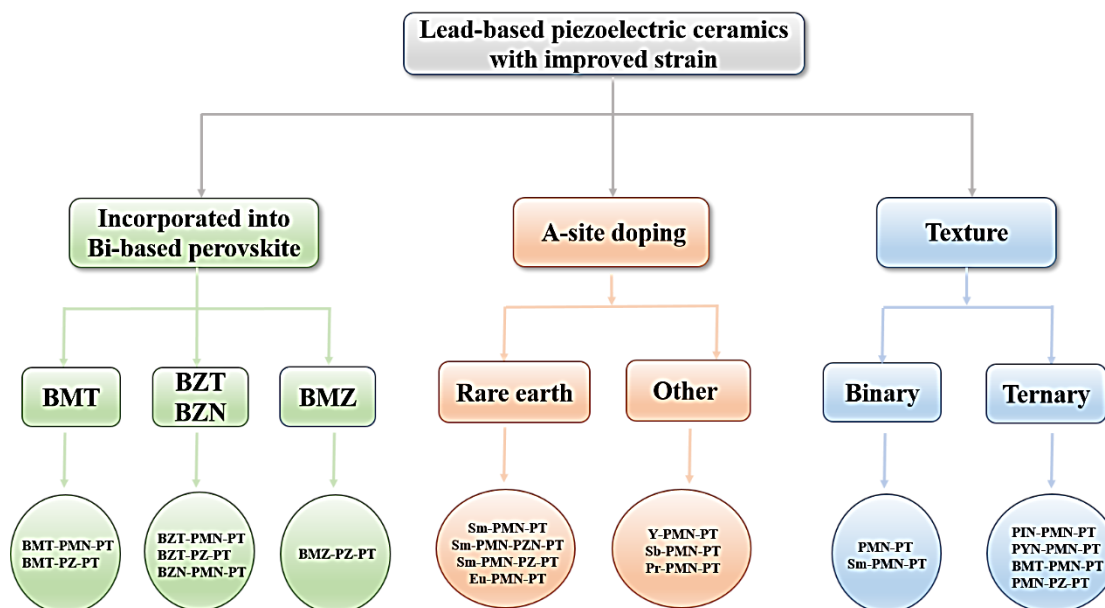 Lead-based piezoelectric ceramics
with improved strain
Incorporated into
Bi-based perovskite
A-site doping
Texture
BMT
BZT
BZN
BMZ
Rare earth
Other
Binary
Ternary
BMT-PMN-PT
BMT-PZ-PT
BZT-PMN-PT
BZT-PZ-PT
BZN-PMN-PT
BMZ-PZ-PT
Sm-PMN-PT
Sm-PMN-PZN-PT
Sm-PMN-PZ-PT
Eu-PMN-PT
Y-PMN-PT
Sb-PMN-PT
Pr-PMN-PT
PMN-PT
Sm-PMN-PT
PIN-PMN-PT
PYN-PMN-PT
BMT-PMN-PT
PMN-PZ-PT